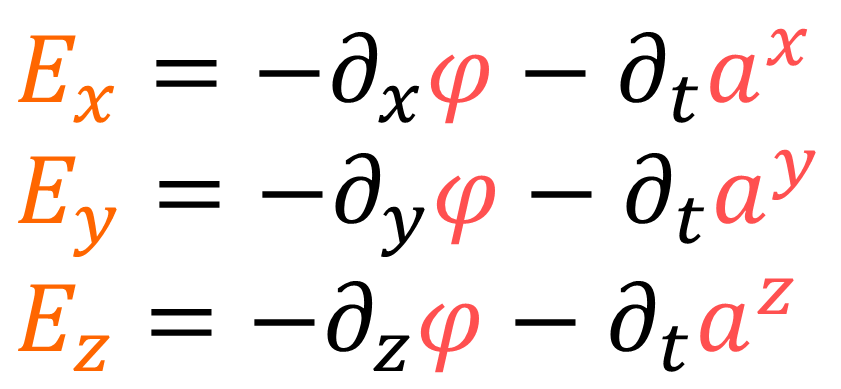 Eₓ = −∂ₓφ − ∂ₜaˣ
E_y = −∂_yφ − ∂ₜaʸ
E_z = −∂_zφ − ∂ₜaᶻ